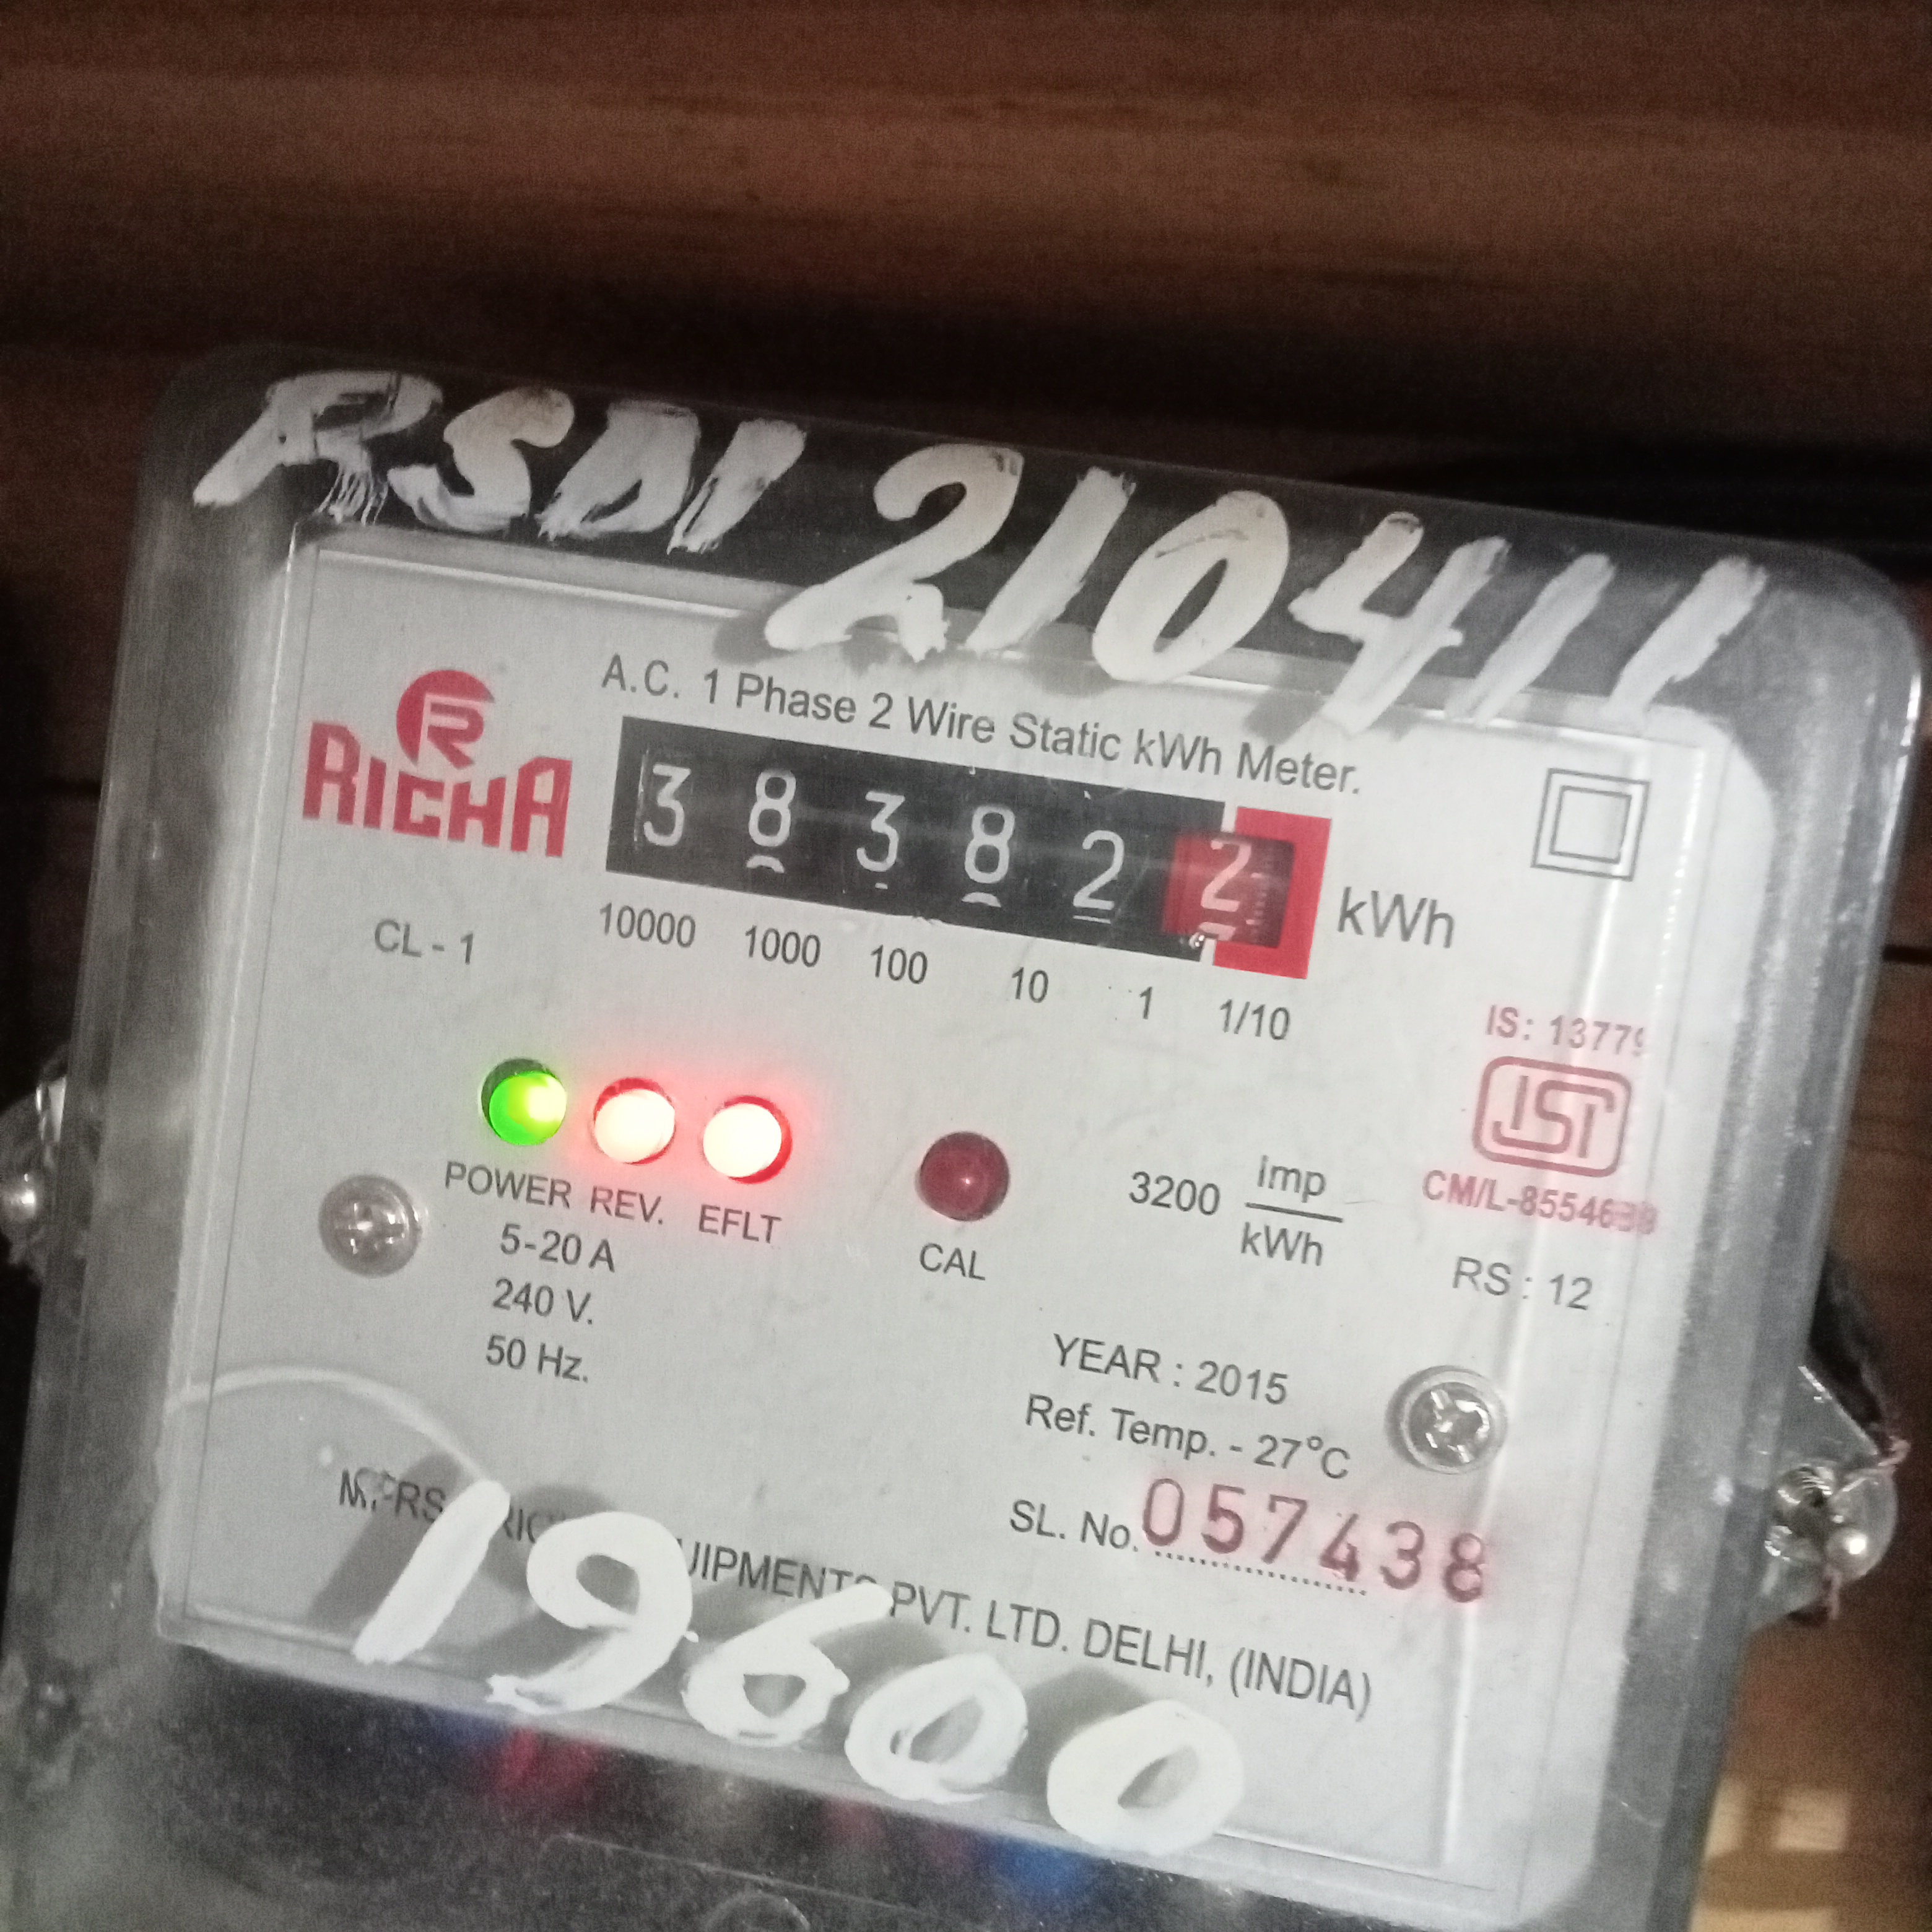 RSDI 210411
A.C. 1 Phase 2 Wire Static kWh Meter.
R
RICHA
3 8 3 8 2 2 kWh
10000 1000 100 10 1 1/10
CL - 1
IS: 13779
ISI
CM/L-
POWER REV. EFLT
CAL
3200 imp
kWh
5-20 A
240 V.
50 Hz.
RS : 12
YEAR : 2015
Ref. Temp. - 27°C
SL. No. 057438
PVT. LTD. DELHI, (INDIA)
19600